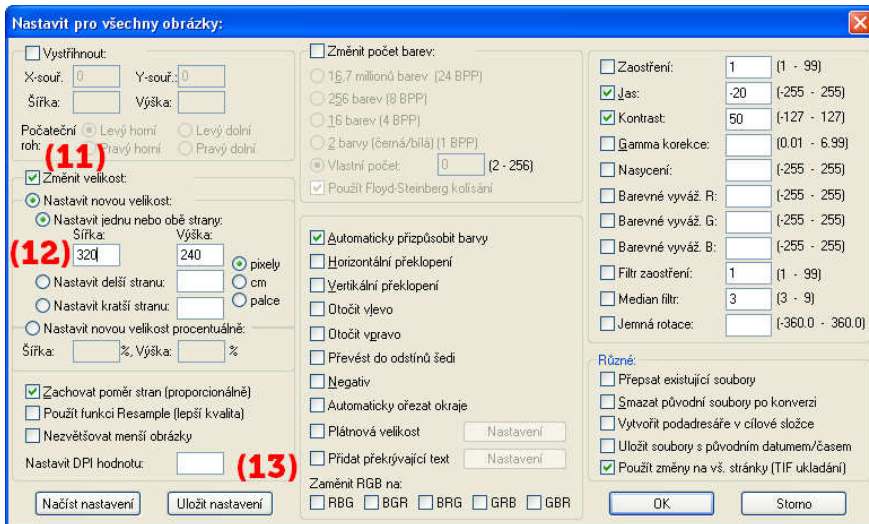 Nastavit pro všechny obrázky:
Vystřihnout:
X-souř. 0 Y-souř.: 0
Šířka: Výška:
Počateční roh: Levý horní Levý dolní
Pravý horní Pravý dolní
(11)
Změnit velikost:
Nastavit novou velikost:
Nastavit jednu nebo obě strany:
Šířka: Výška:
(12) 320 240
pixely
Nastavit delší stranu: cm
Nastavit kratší stranu: palce
Nastavit novou velikost procentuálně:
Šířka: %, Výška: %
Zachovat poměr stran (proporcionálně)
Použít funkci Resample (lepší kvalita)
Nezvětšovat menší obrázky
Nastavit DPI hodnotu:
(13)
Načíst nastavení Uložit nastavení
Změnit počet barev:
16,7 milionů barev (24 BPP)
256 barev (8 BPP)
16 barev (4 BPP)
2 barvy (černá/bílá) (1 BPP)
Vlastní počet: 0 (2 - 256)
Použít Floyd-Steinberg kolísání
Automaticky přizpůsobit barvy
Horizontální překlopení
Vertikální překlopení
Otočit vlevo
Otočit vpravo
Převést do odstínů šedi
Negativ
Automaticky ořezat okraje
Plátnová velikost Nastavení
Přidat překrývající text Nastavení
Zaměnit RGB na:
RBG BGR BRG GRB GBR
Zaostření: 1 (1 - 99)
Jas: -20 (-255 - 255)
Kontrast: 50 (-127 - 127)
Gamma korekce: (0.01 - 6.99)
Nasycení: (-255 - 255)
Barevné vyváž. R: (-255 - 255)
Barevné vyváž. G: (-255 - 255)
Barevné vyváž. B: (-255 - 255)
Filtr zaostření: 1 (1 - 99)
Median filtr: 3 (3 - 9)
Jemná rotace: (-360.0 - 360.0)
Různé:
Přepsat existující soubory
Smazat původní soubory po konverzi
Vytvořit podadresáře v cílové složce
Uložit soubory s původním datumem/časem
Použít změny na vš. stránky (TIF ukladání)
OK Storno